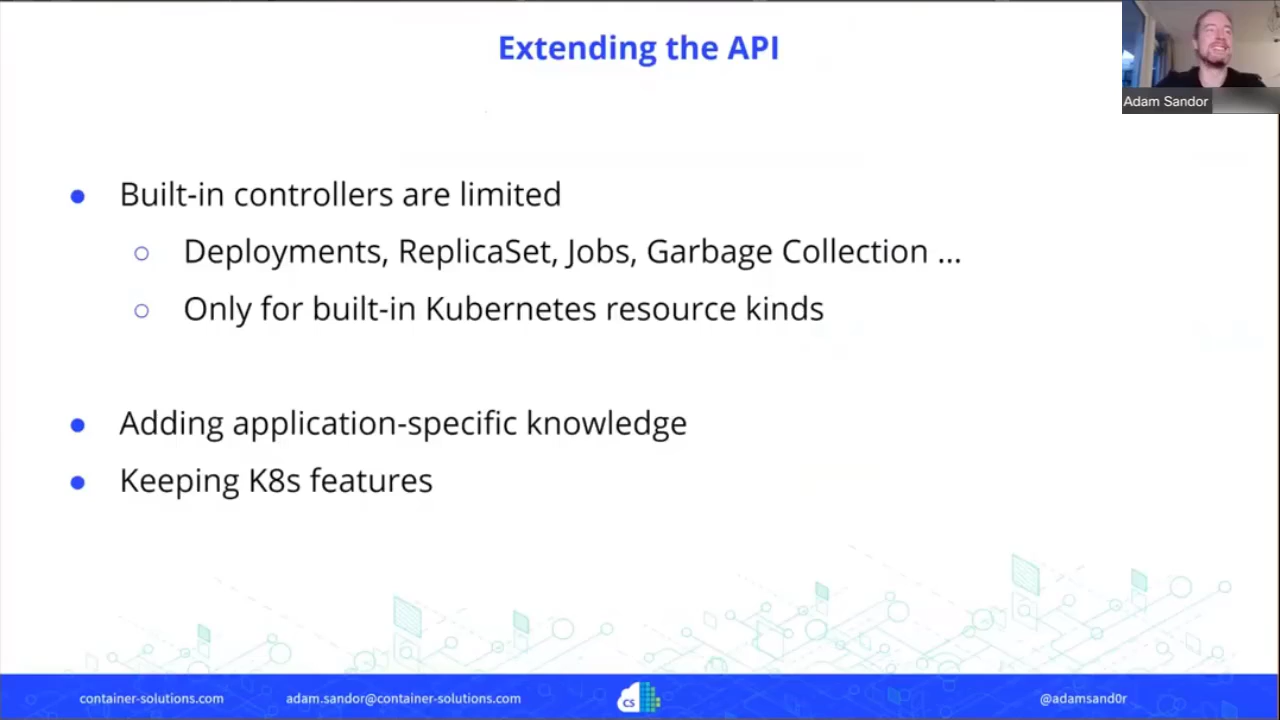 Extending the API
Adam Sandor
Built-in controllers are limited
Deployments, ReplicaSet, Jobs, Garbage Collection ...
Only for built-in Kubernetes resource kinds
Adding application-specific knowledge
Keeping K8s features
container-solutions.com
adam.sandor@container-solutions.com
CS
@adamsand0r